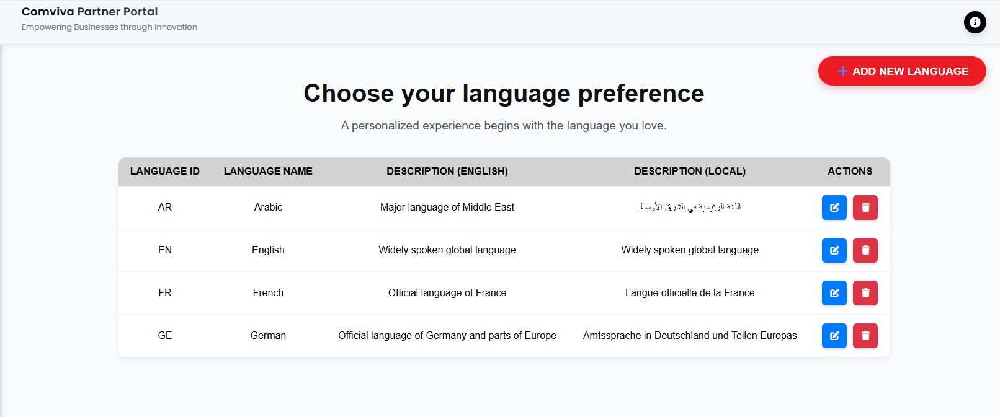 Comviva Partner Portal
Empowering Businesses through Innovation
ADD NEW LANGUAGE
Choose your language preference
A personalized experience begins with the language you love.
LANGUAGE ID LANGUAGE NAME DESCRIPTION (ENGLISH) DESCRIPTION (LOCAL) ACTIONS
AR Arabic Major language of Middle East اللغة الرئيسية في الشرق الأوسط
EN English Widely spoken global language Widely spoken global language
FR French Official language of France Langue officielle de la France
GE German Official language of Germany and parts of Europe Amtssprache in Deutschland und Teilen Europas